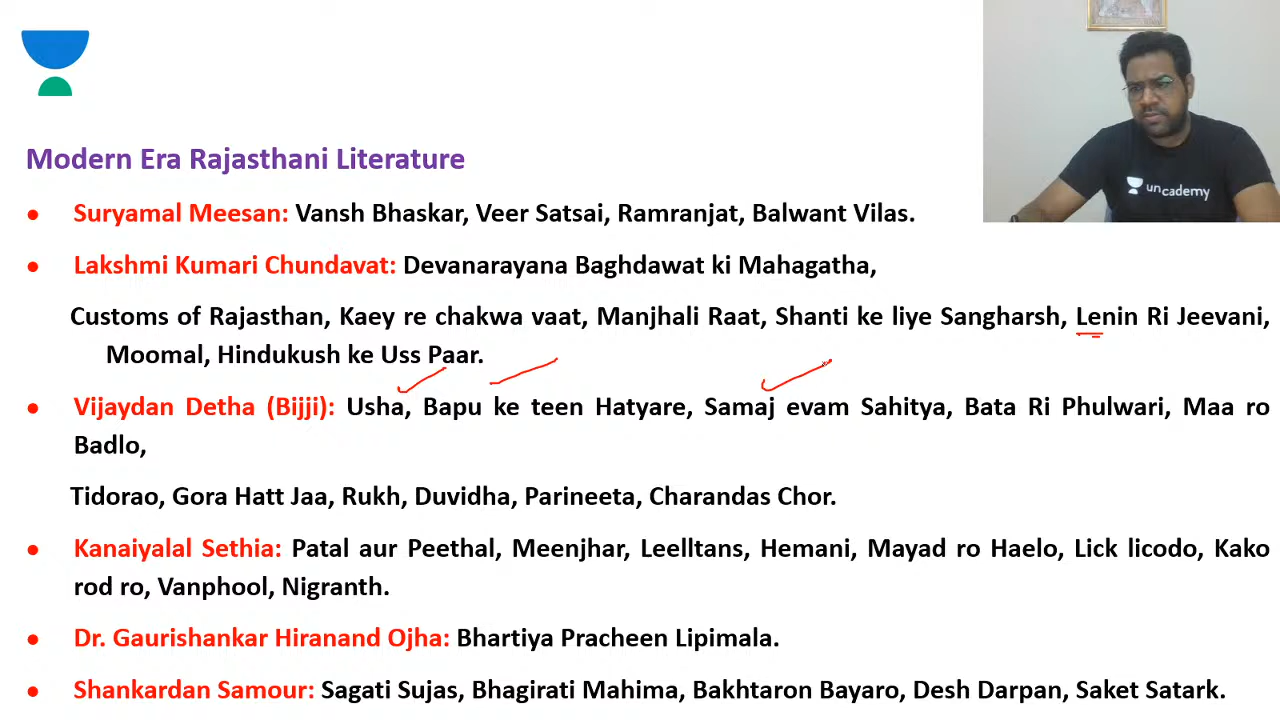 un cademy
Modern Era Rajasthani Literature
● Suryamal Meesan: Vansh Bhaskar, Veer Satsai, Ramranjat, Balwant Vilas.
● Lakshmi Kumari Chundavat: Devanarayana Baghdawat ki Mahagatha,
Customs of Rajasthan, Kaey re chakwa vaat, Manjhali Raat, Shanti ke liye Sangharsh, Lenin Ri Jeevani,
Moomal, Hindukush ke Uss Paar.
● Vijaydan Detha (Bijji): Usha, Bapu ke teen Hatyare, Samaj evam Sahitya, Bata Ri Phulwari, Maa ro
Badlo,
Tidorao, Gora Hatt Jaa, Rukh, Duvidha, Parineeta, Charandas Chor.
● Kanaiyalal Sethia: Patal aur Peethal, Meenjhar, Leelltans, Hemani, Mayad ro Haelo, Lick licodo, Kako
rod ro, Vanphool, Nigranth.
● Dr. Gaurishankar Hiranand Ojha: Bhartiya Pracheen Lipimala.
● Shankardan Samour: Sagati Sujas, Bhagirati Mahima, Bakhtaron Bayaro, Desh Darpan, Saket Satark.